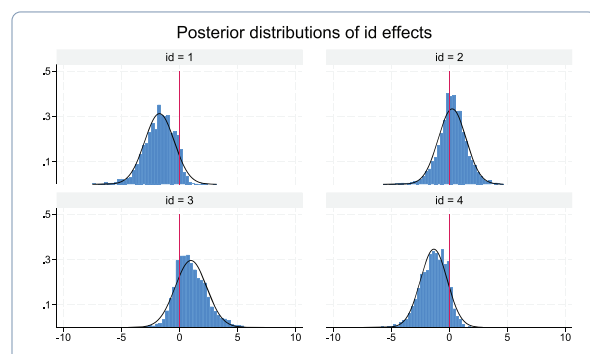 Posterior distributions of id effects
id = 1
id = 2
.5
.3
.1
id = 3
id = 4
.5
.3
.1
-10 -5 0 5 10
-10 -5 0 5 10